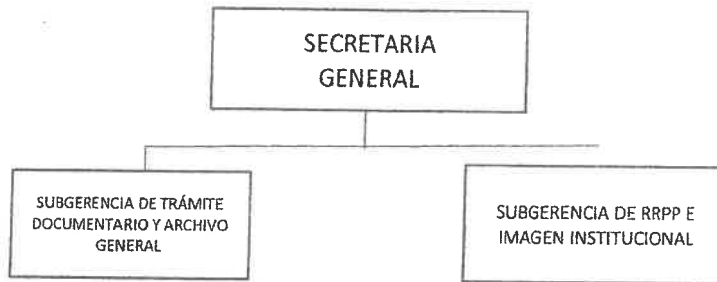 SECRETARIA
GENERAL
SUBGERENCIA DE TRÁMITE
DOCUMENTARIO Y ARCHIVO
GENERAL
SUBGERENCIA DE RRPP E
IMAGEN INSTITUCIONAL